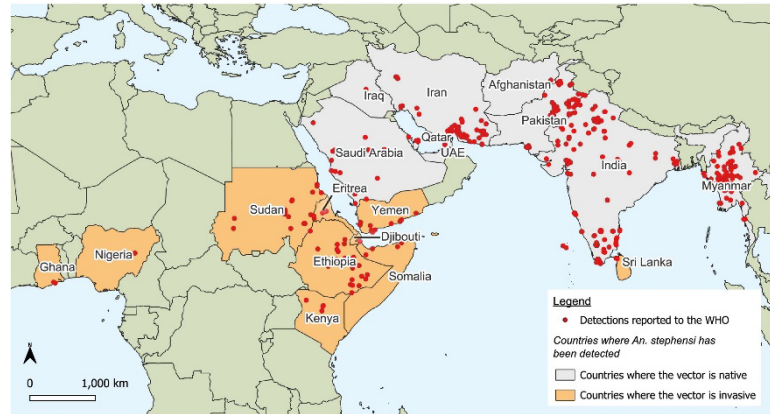 Afghanistan
Iran
Iraq
Pakistan
Qatar
UAE
Saudi Arabia
India
Myanmar
Eritrea
Sudan
Yemen
Djibouti
Nigeria
Ghana
Ethiopia
Somalia
Sri Lanka
Kenya
Legend
Detections reported to the WHO
Countries where An. stephensi has
been detected
Countries where the vector is native
Countries where the vector is invasive
N
0 1,000 km